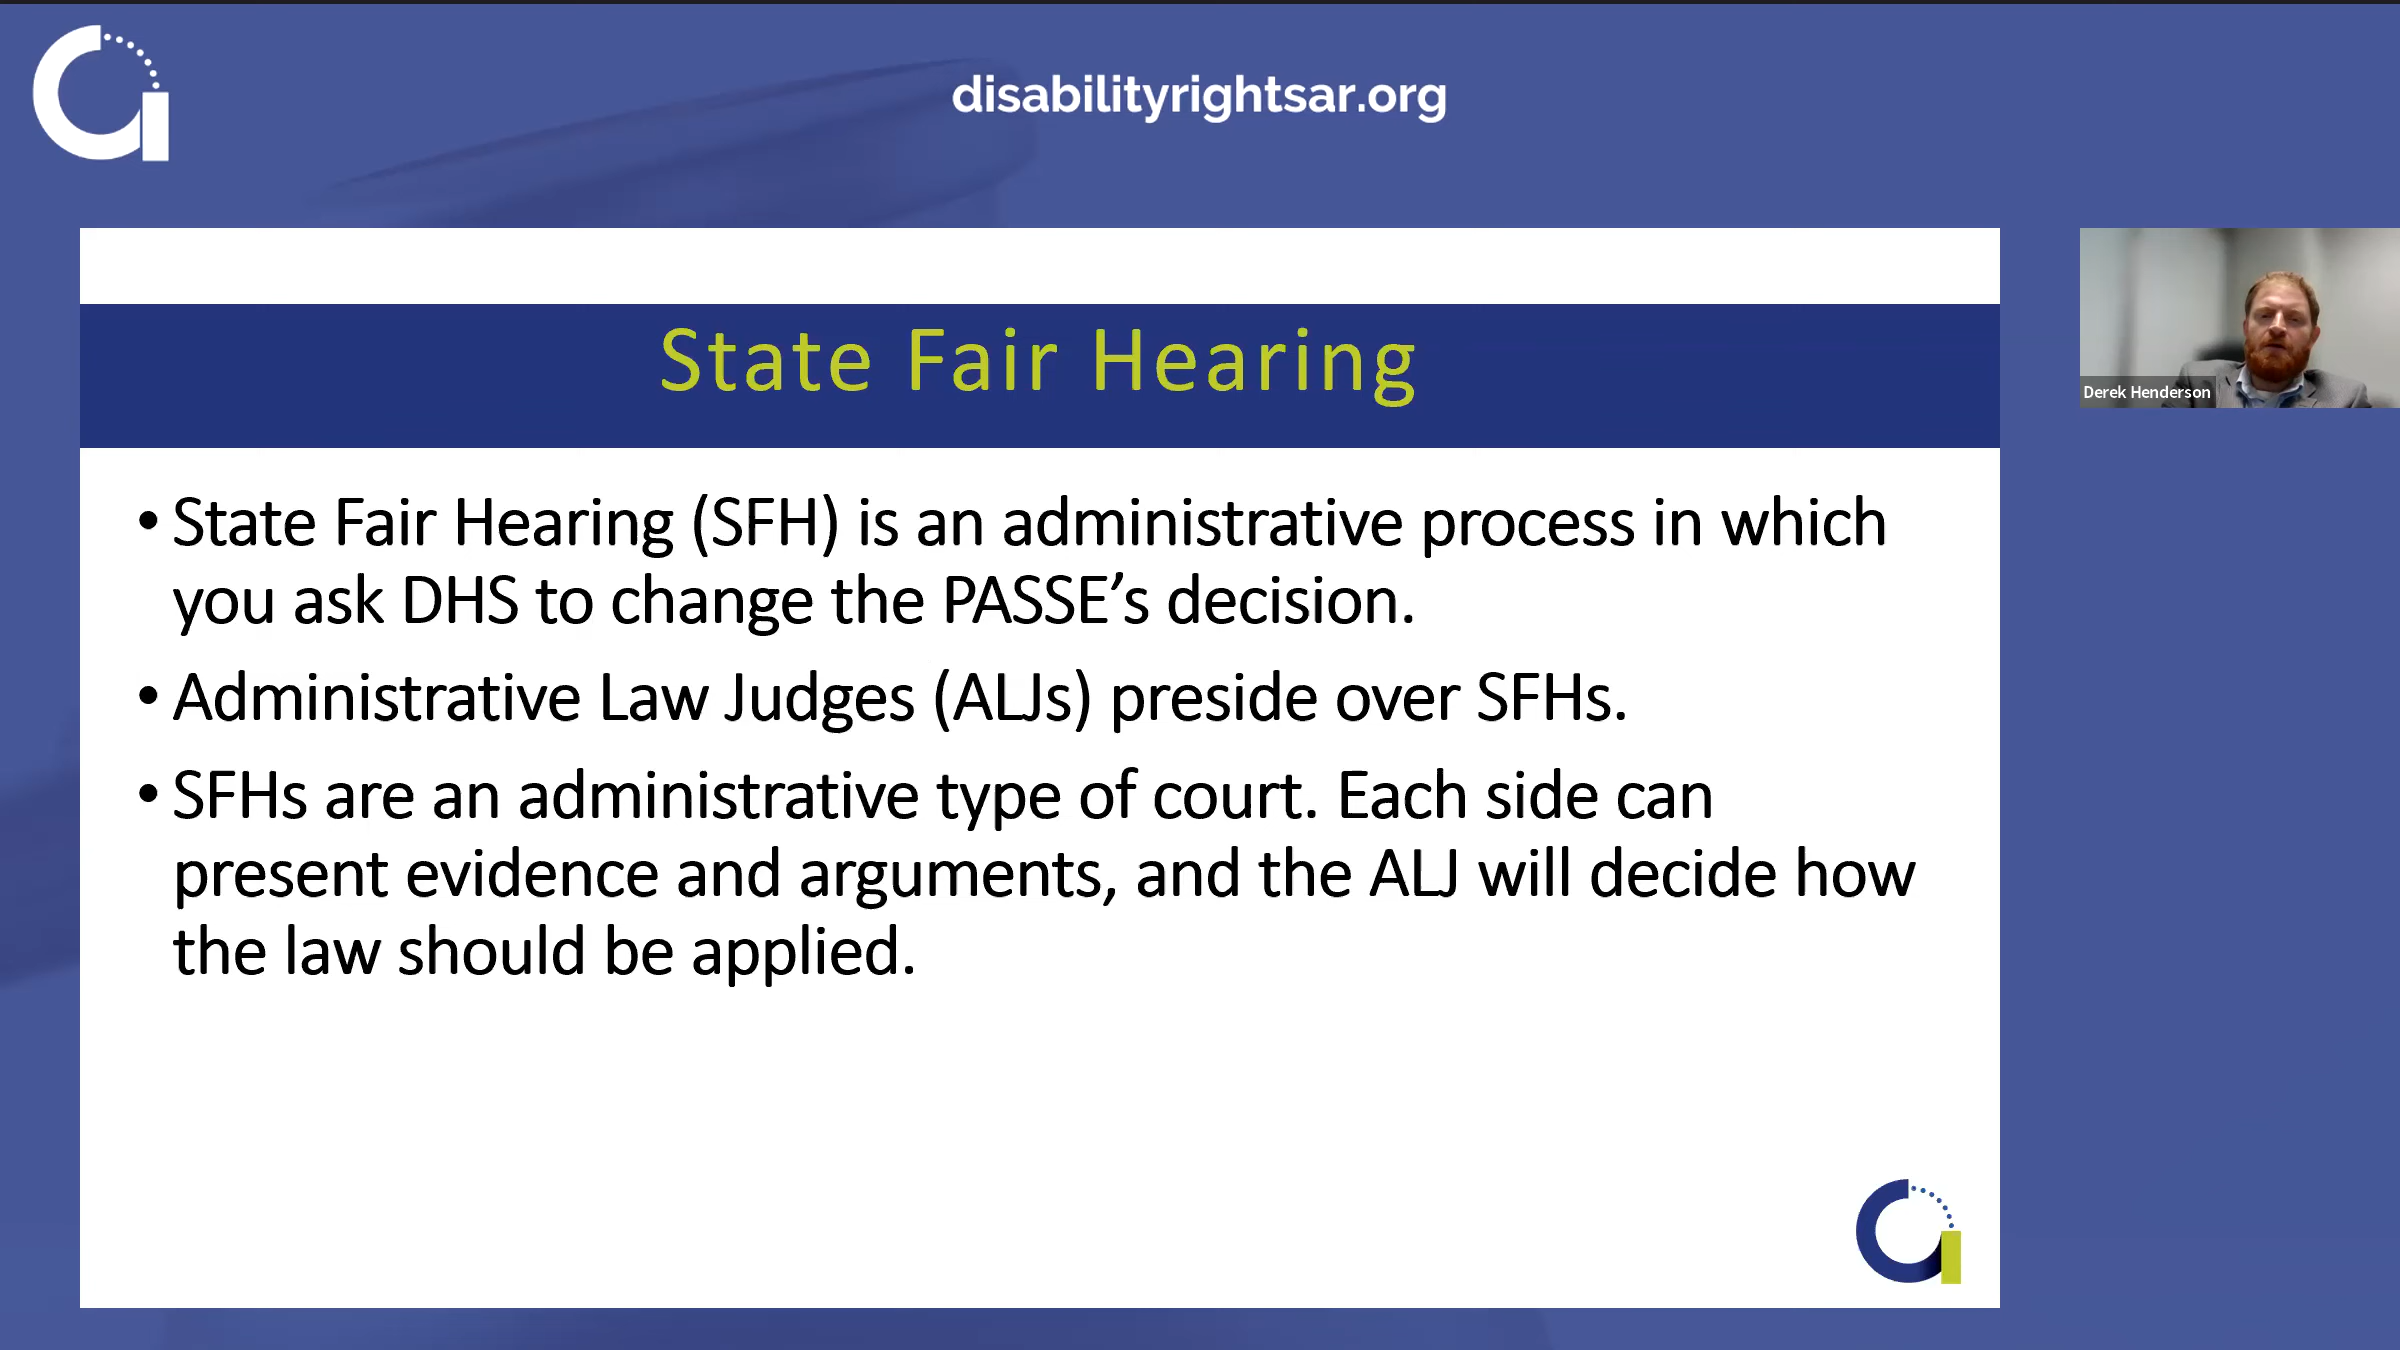 disabilityrightsar.org
State Fair Hearing
Derek Henderson
• State Fair Hearing (SFH) is an administrative process in which
you ask DHS to change the PASSE’s decision.
• Administrative Law Judges (ALJs) preside over SFHs.
• SFHs are an administrative type of court. Each side can
present evidence and arguments, and the ALJ will decide how
the law should be applied.